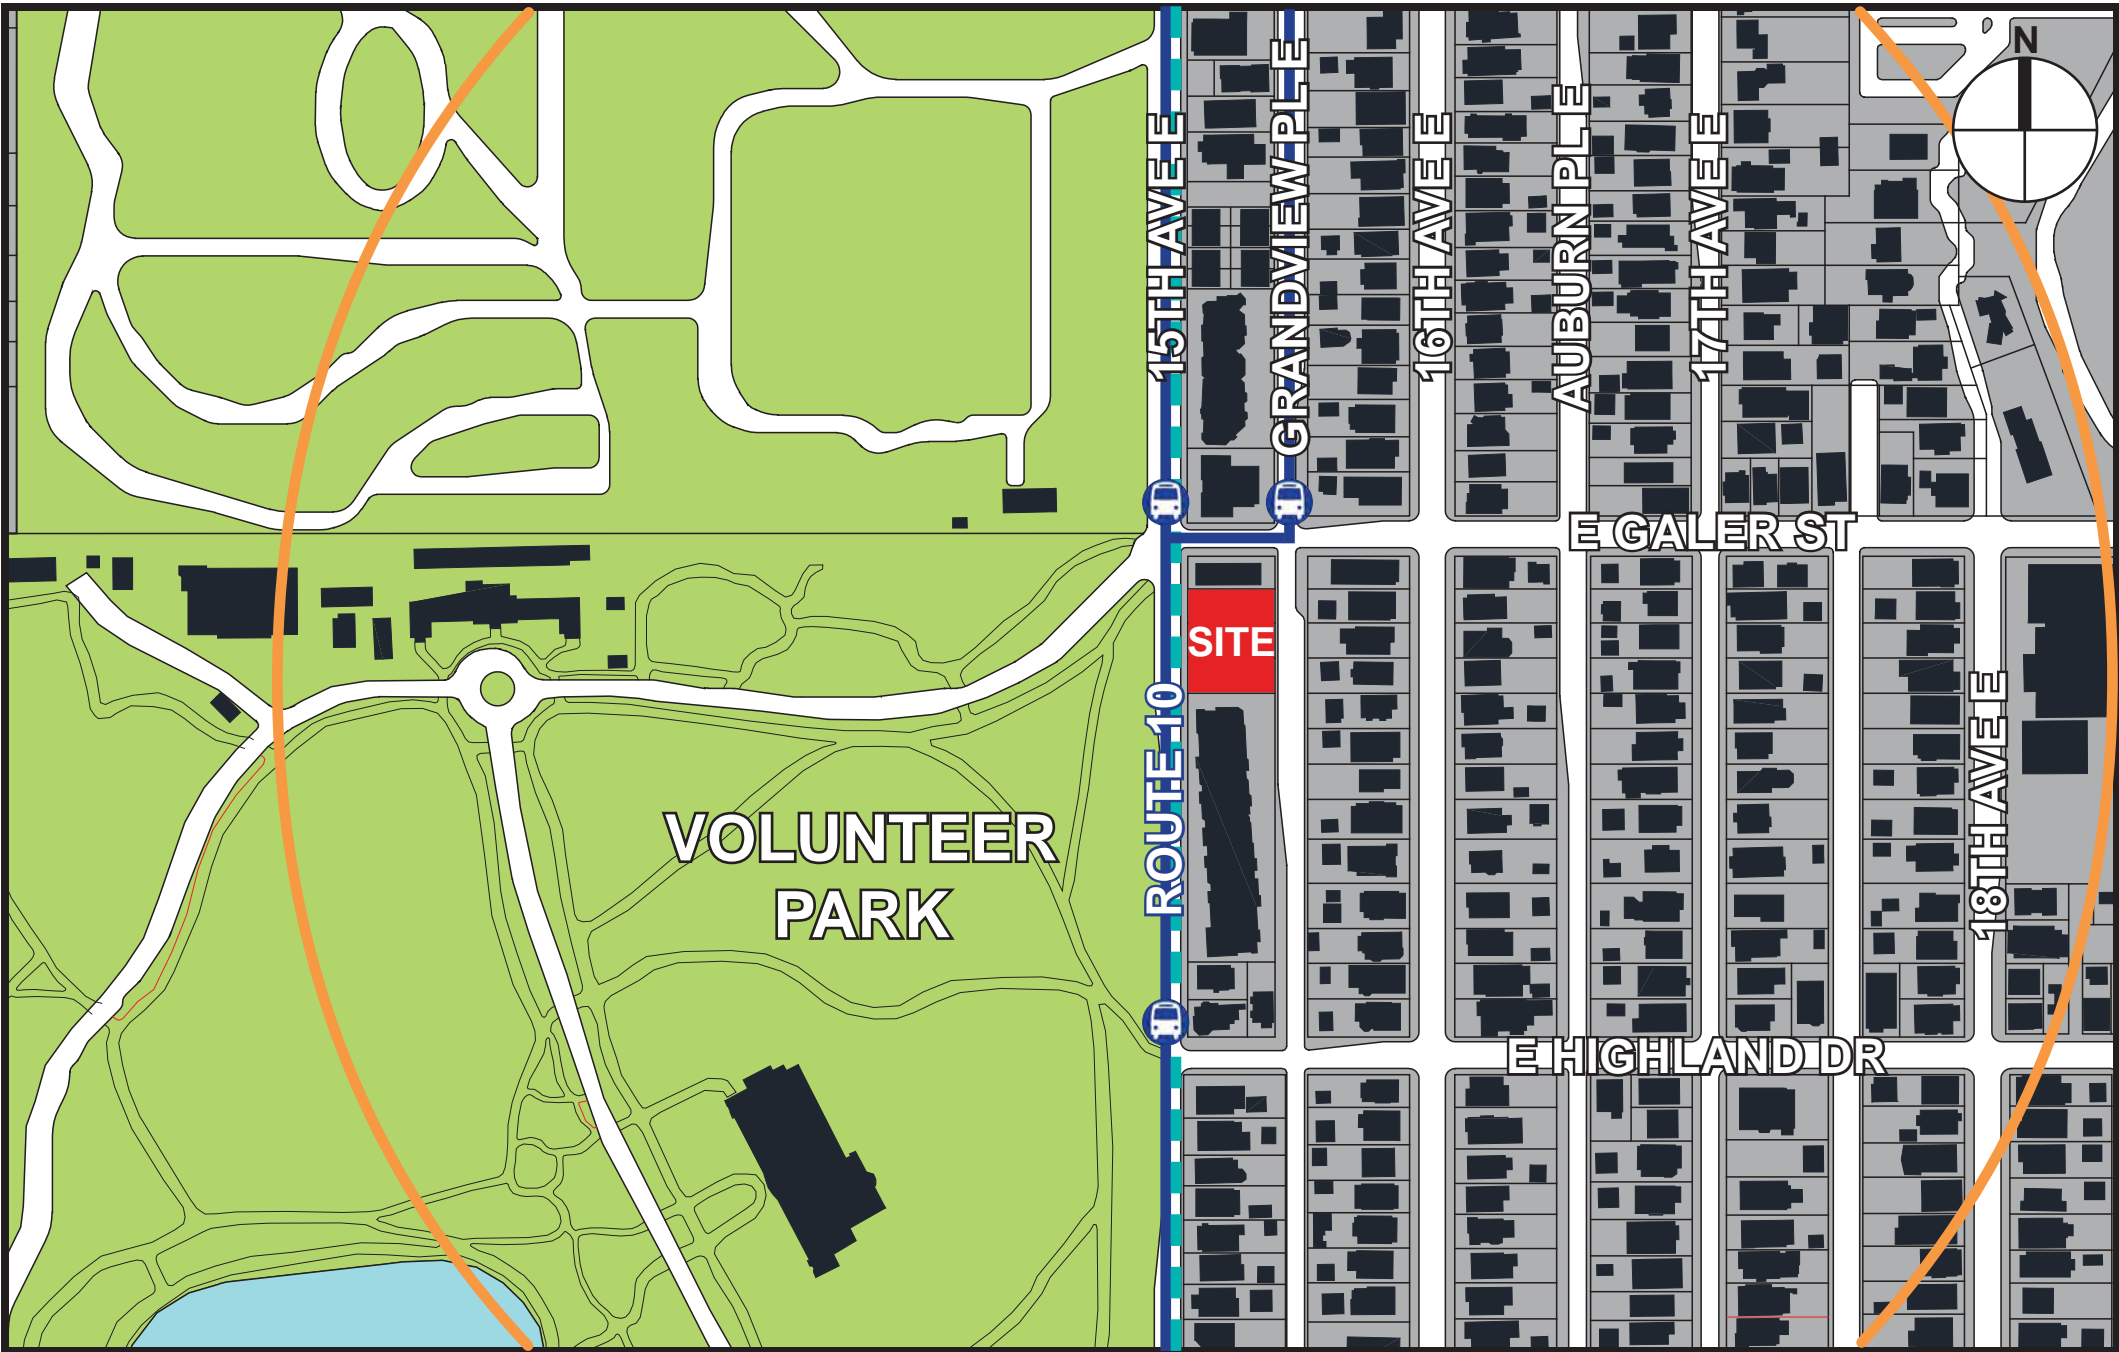 N
15TH AVE E
GRANDVIEW PL E
16TH AVE E
AUBURN PL E
17TH AVE E
E GALER ST
SITE
ROUTE 10
18TH AVE E
VOLUNTEER
PARK
E HIGHLAND DR